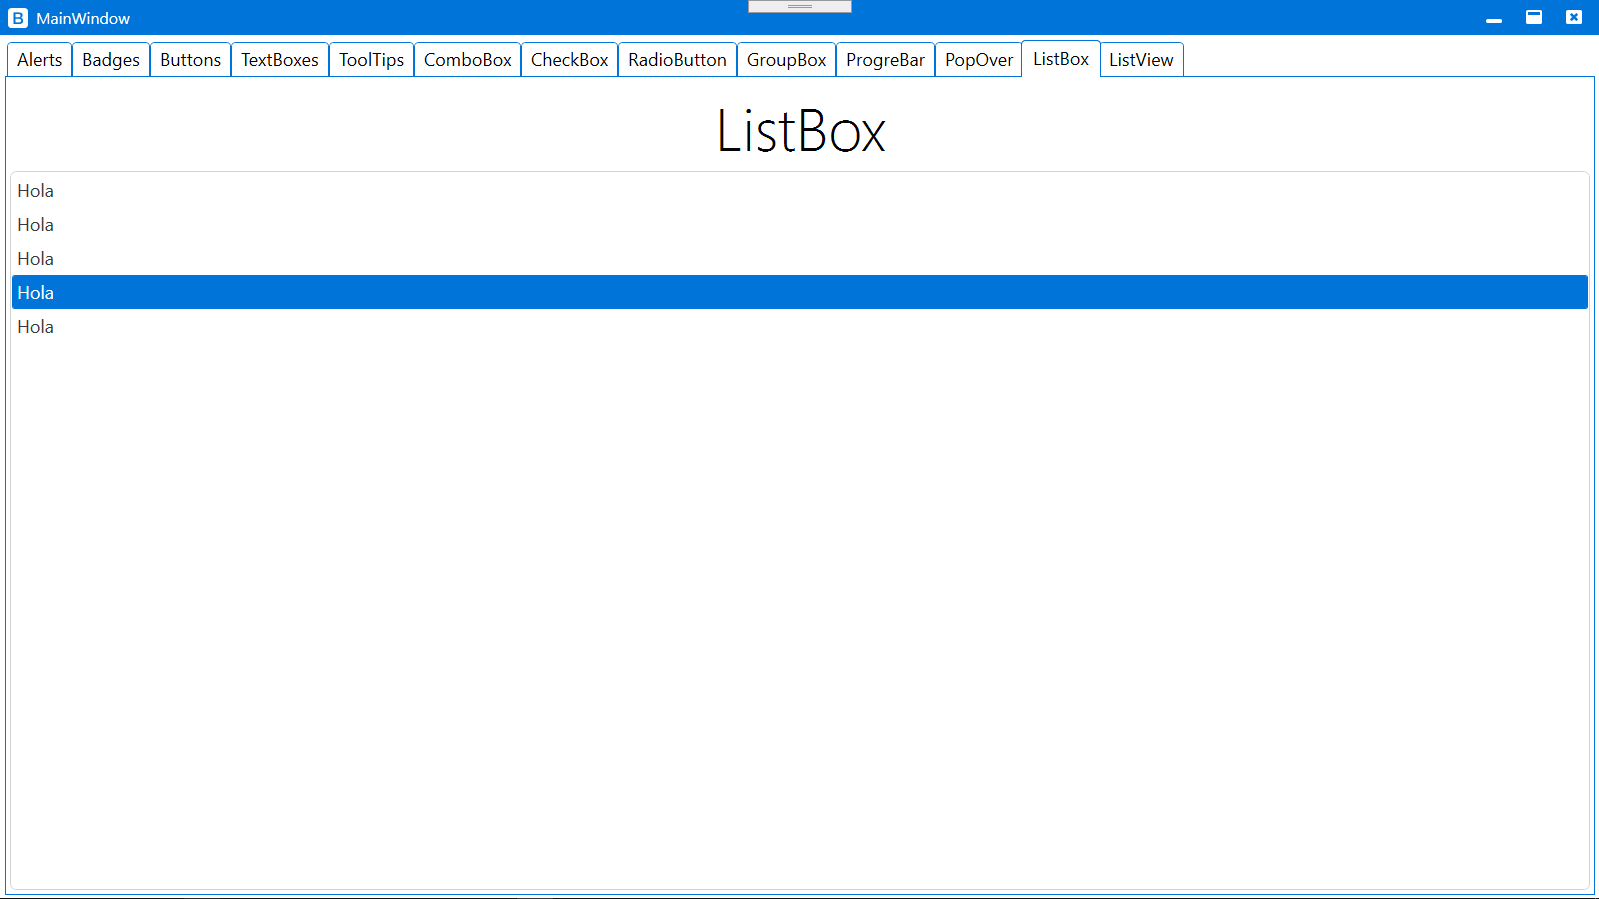 B MainWindow
Alerts Badges Buttons TextBoxes ToolTips ComboBox CheckBox RadioButton GroupBox ProgreBar PopOver ListBox ListView
ListBox
Hola
Hola
Hola
Hola
Hola